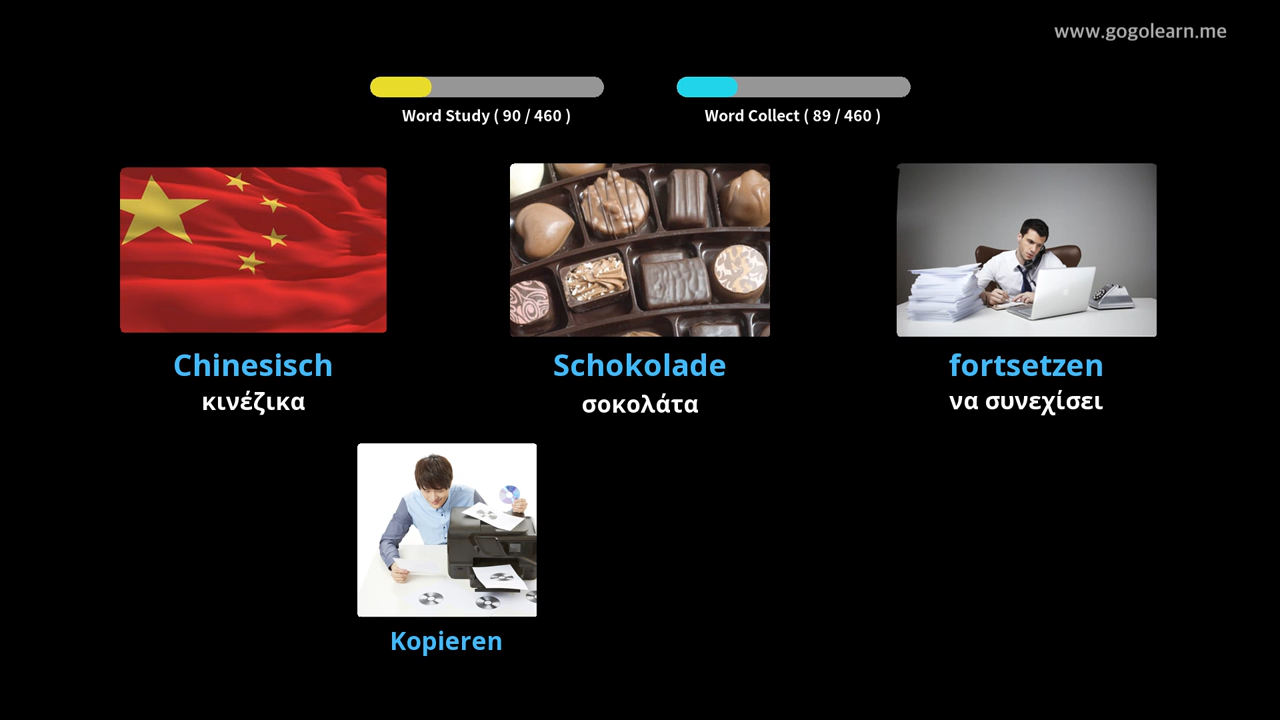 www.gogolearn.me
Word Study ( 90 / 460 )
Word Collect ( 89 / 460 )
Chinesisch
κινέζικα
Schokolade
σοκολάτα
fortsetzen
να συνεχίσει
Kopieren